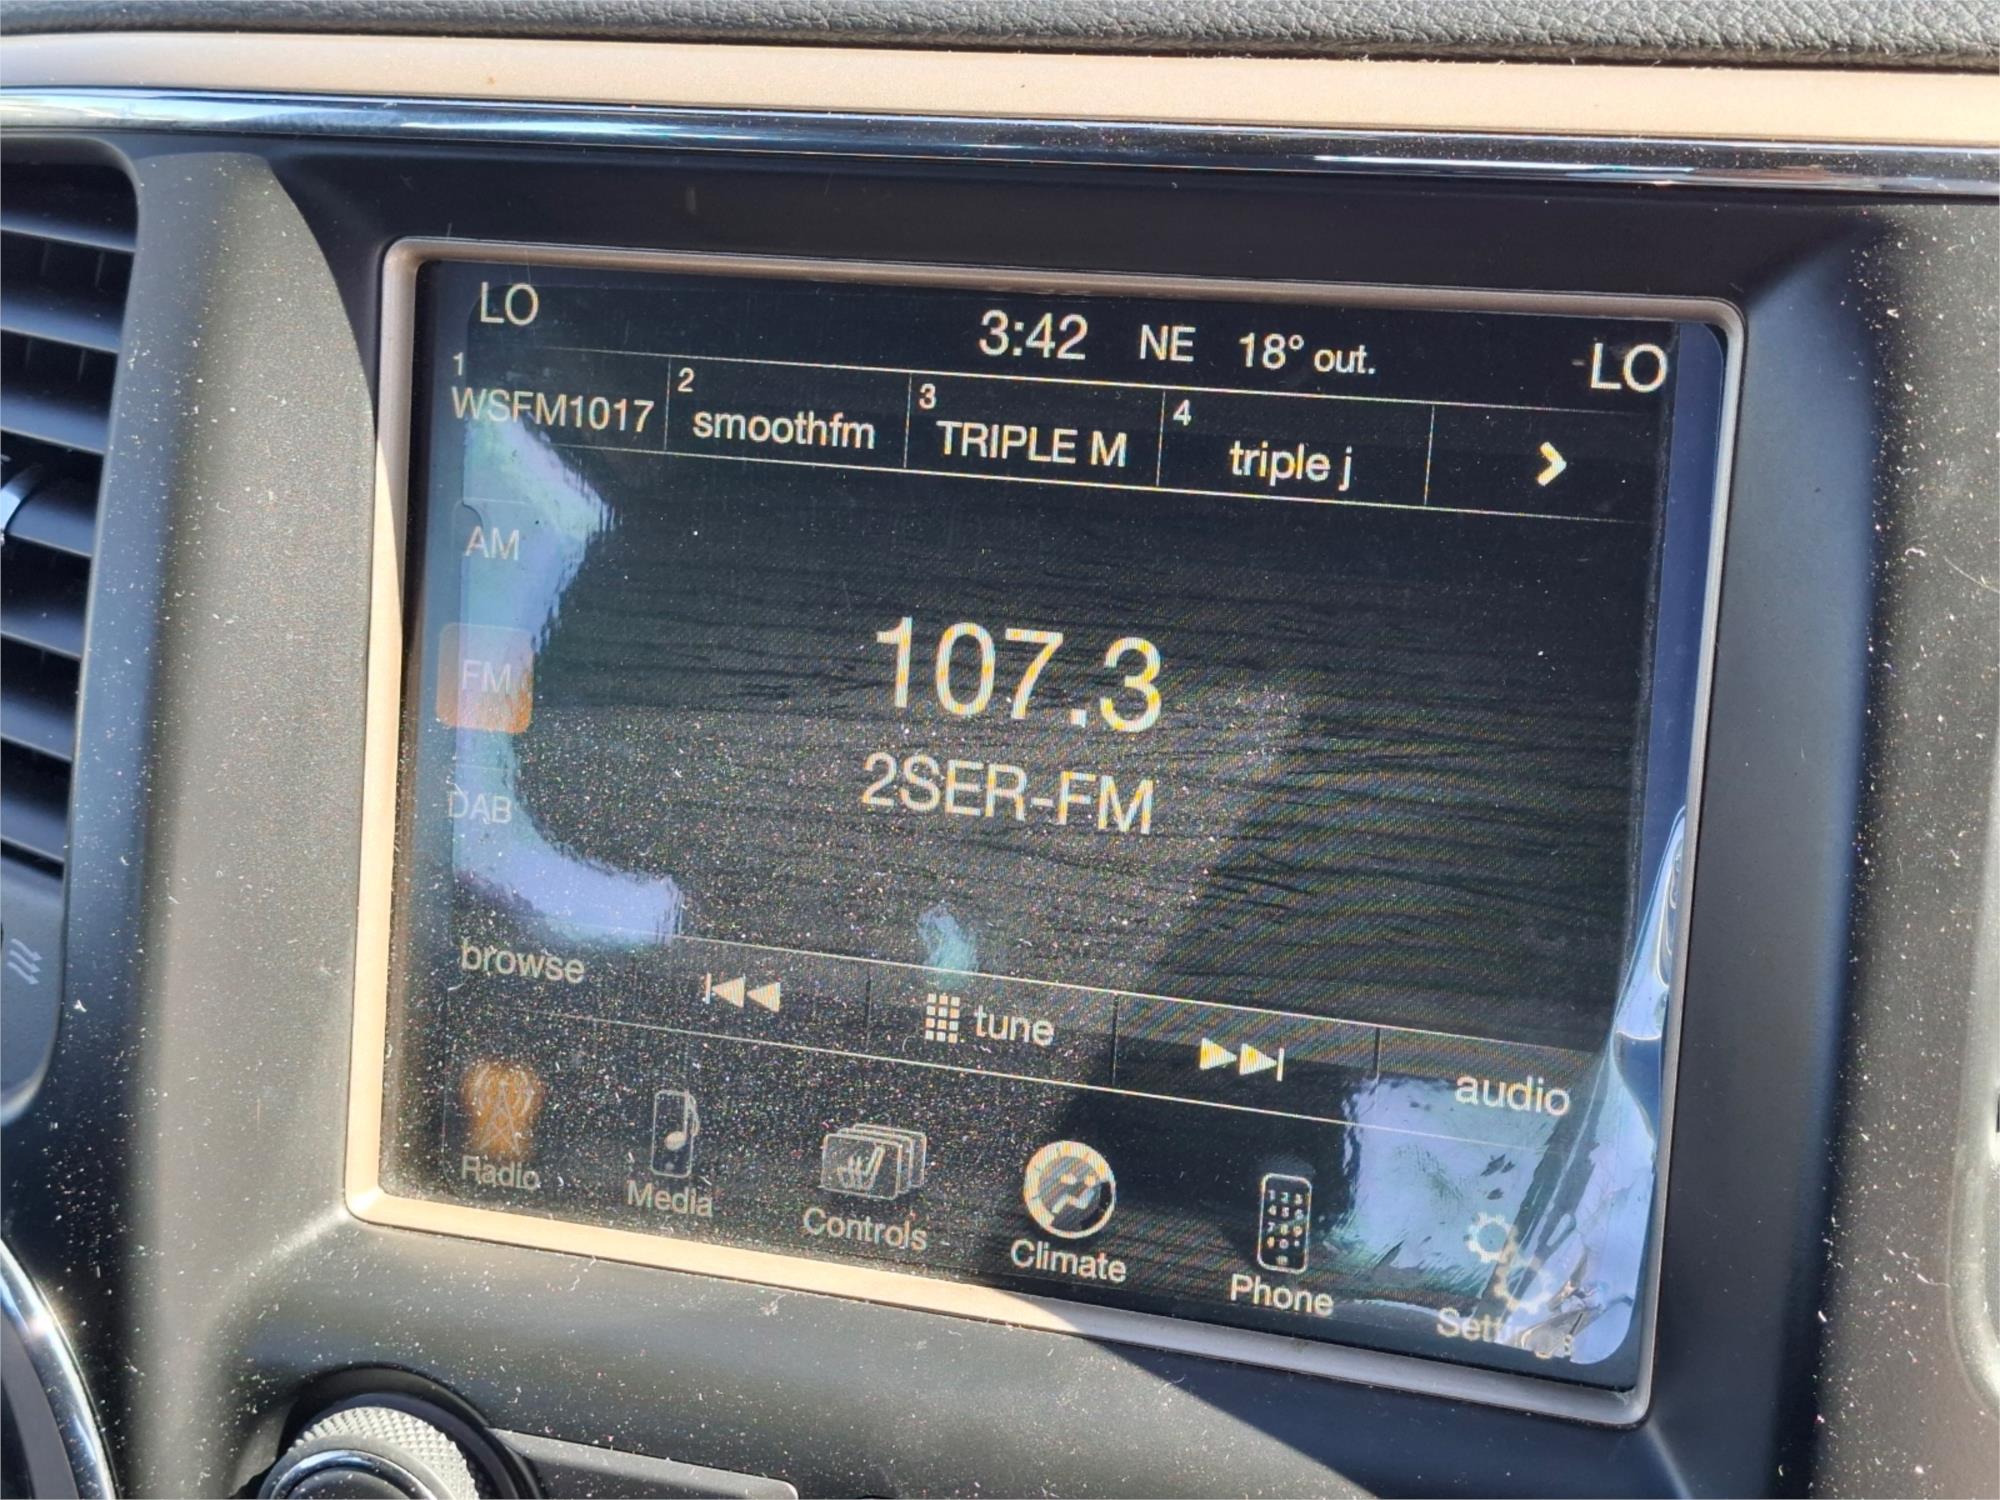 LO 3:42 NE 18° out. LO
1 WSFM1017
2 smoothfm
3 TRIPLE M
4 triple j
AM
FM
DAB
107.3
2SER-FM
browse
tune
audio
Radio
Media
Controls
Climate
Phone
Settings